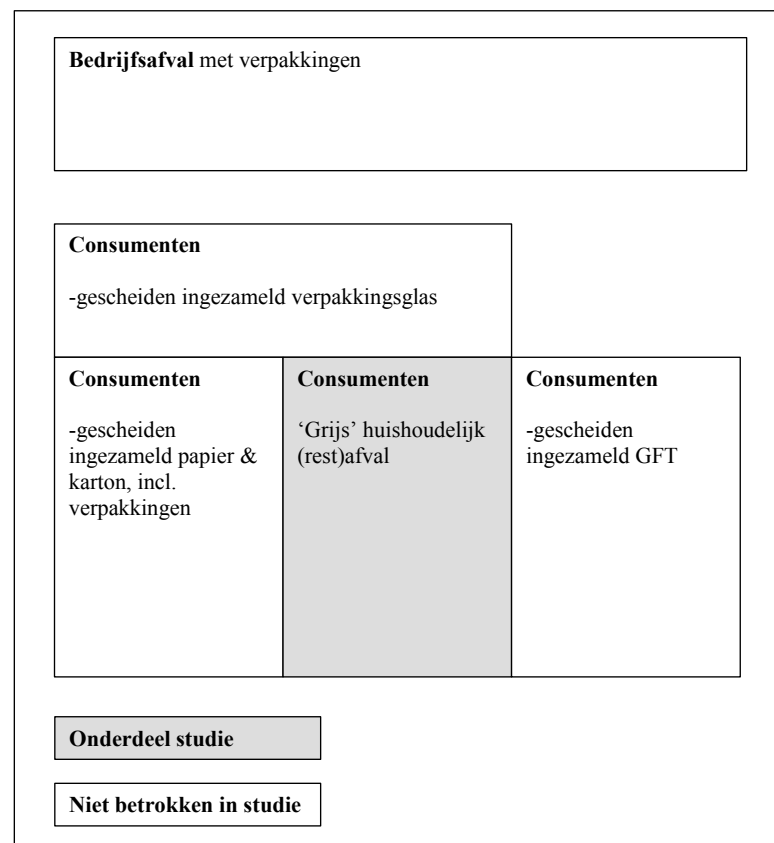 Bedrijfsafval met verpakkingen
Consumenten
-gescheiden ingezameld verpakkingsglas
Consumenten
-gescheiden
ingezameld papier &
karton, incl.
verpakkingen
Consumenten
‘Grijs’ huishoudelijk
(rest)afval
Consumenten
-gescheiden
ingezameld GFT
Onderdeel studie
Niet betrokken in studie